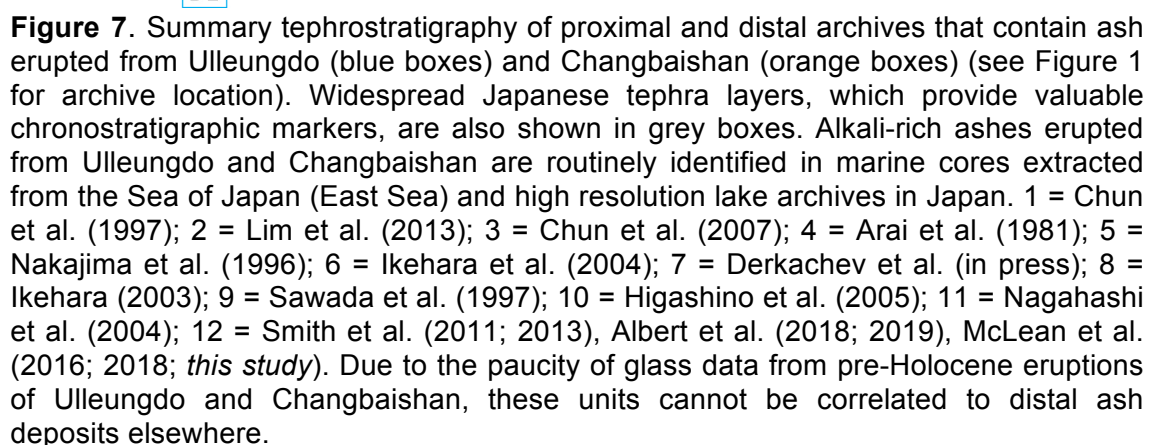 Figure 7. Summary tephrostratigraphy of proximal and distal archives that contain ash
erupted from Ulleungdo (blue boxes) and Changbaishan (orange boxes) (see Figure 1
for archive location). Widespread Japanese tephra layers, which provide valuable
chronostratigraphic markers, are also shown in grey boxes. Alkali-rich ashes erupted
from Ulleungdo and Changbaishan are routinely identified in marine cores extracted
from the Sea of Japan (East Sea) and high resolution lake archives in Japan. 1 = Chun
et al. (1997); 2 = Lim et al. (2013); 3 = Chun et al. (2007); 4 = Arai et al. (1981); 5 =
Nakajima et al. (1996); 6 = Ikehara et al. (2004); 7 = Derkachev et al. (in press); 8 =
Ikehara (2003); 9 = Sawada et al. (1997); 10 = Higashino et al. (2005); 11 = Nagahashi
et al. (2004); 12 = Smith et al. (2011; 2013), Albert et al. (2018; 2019), McLean et al.
(2016; 2018; this study). Due to the paucity of glass data from pre-Holocene eruptions
of Ulleungdo and Changbaishan, these units cannot be correlated to distal ash
deposits elsewhere.